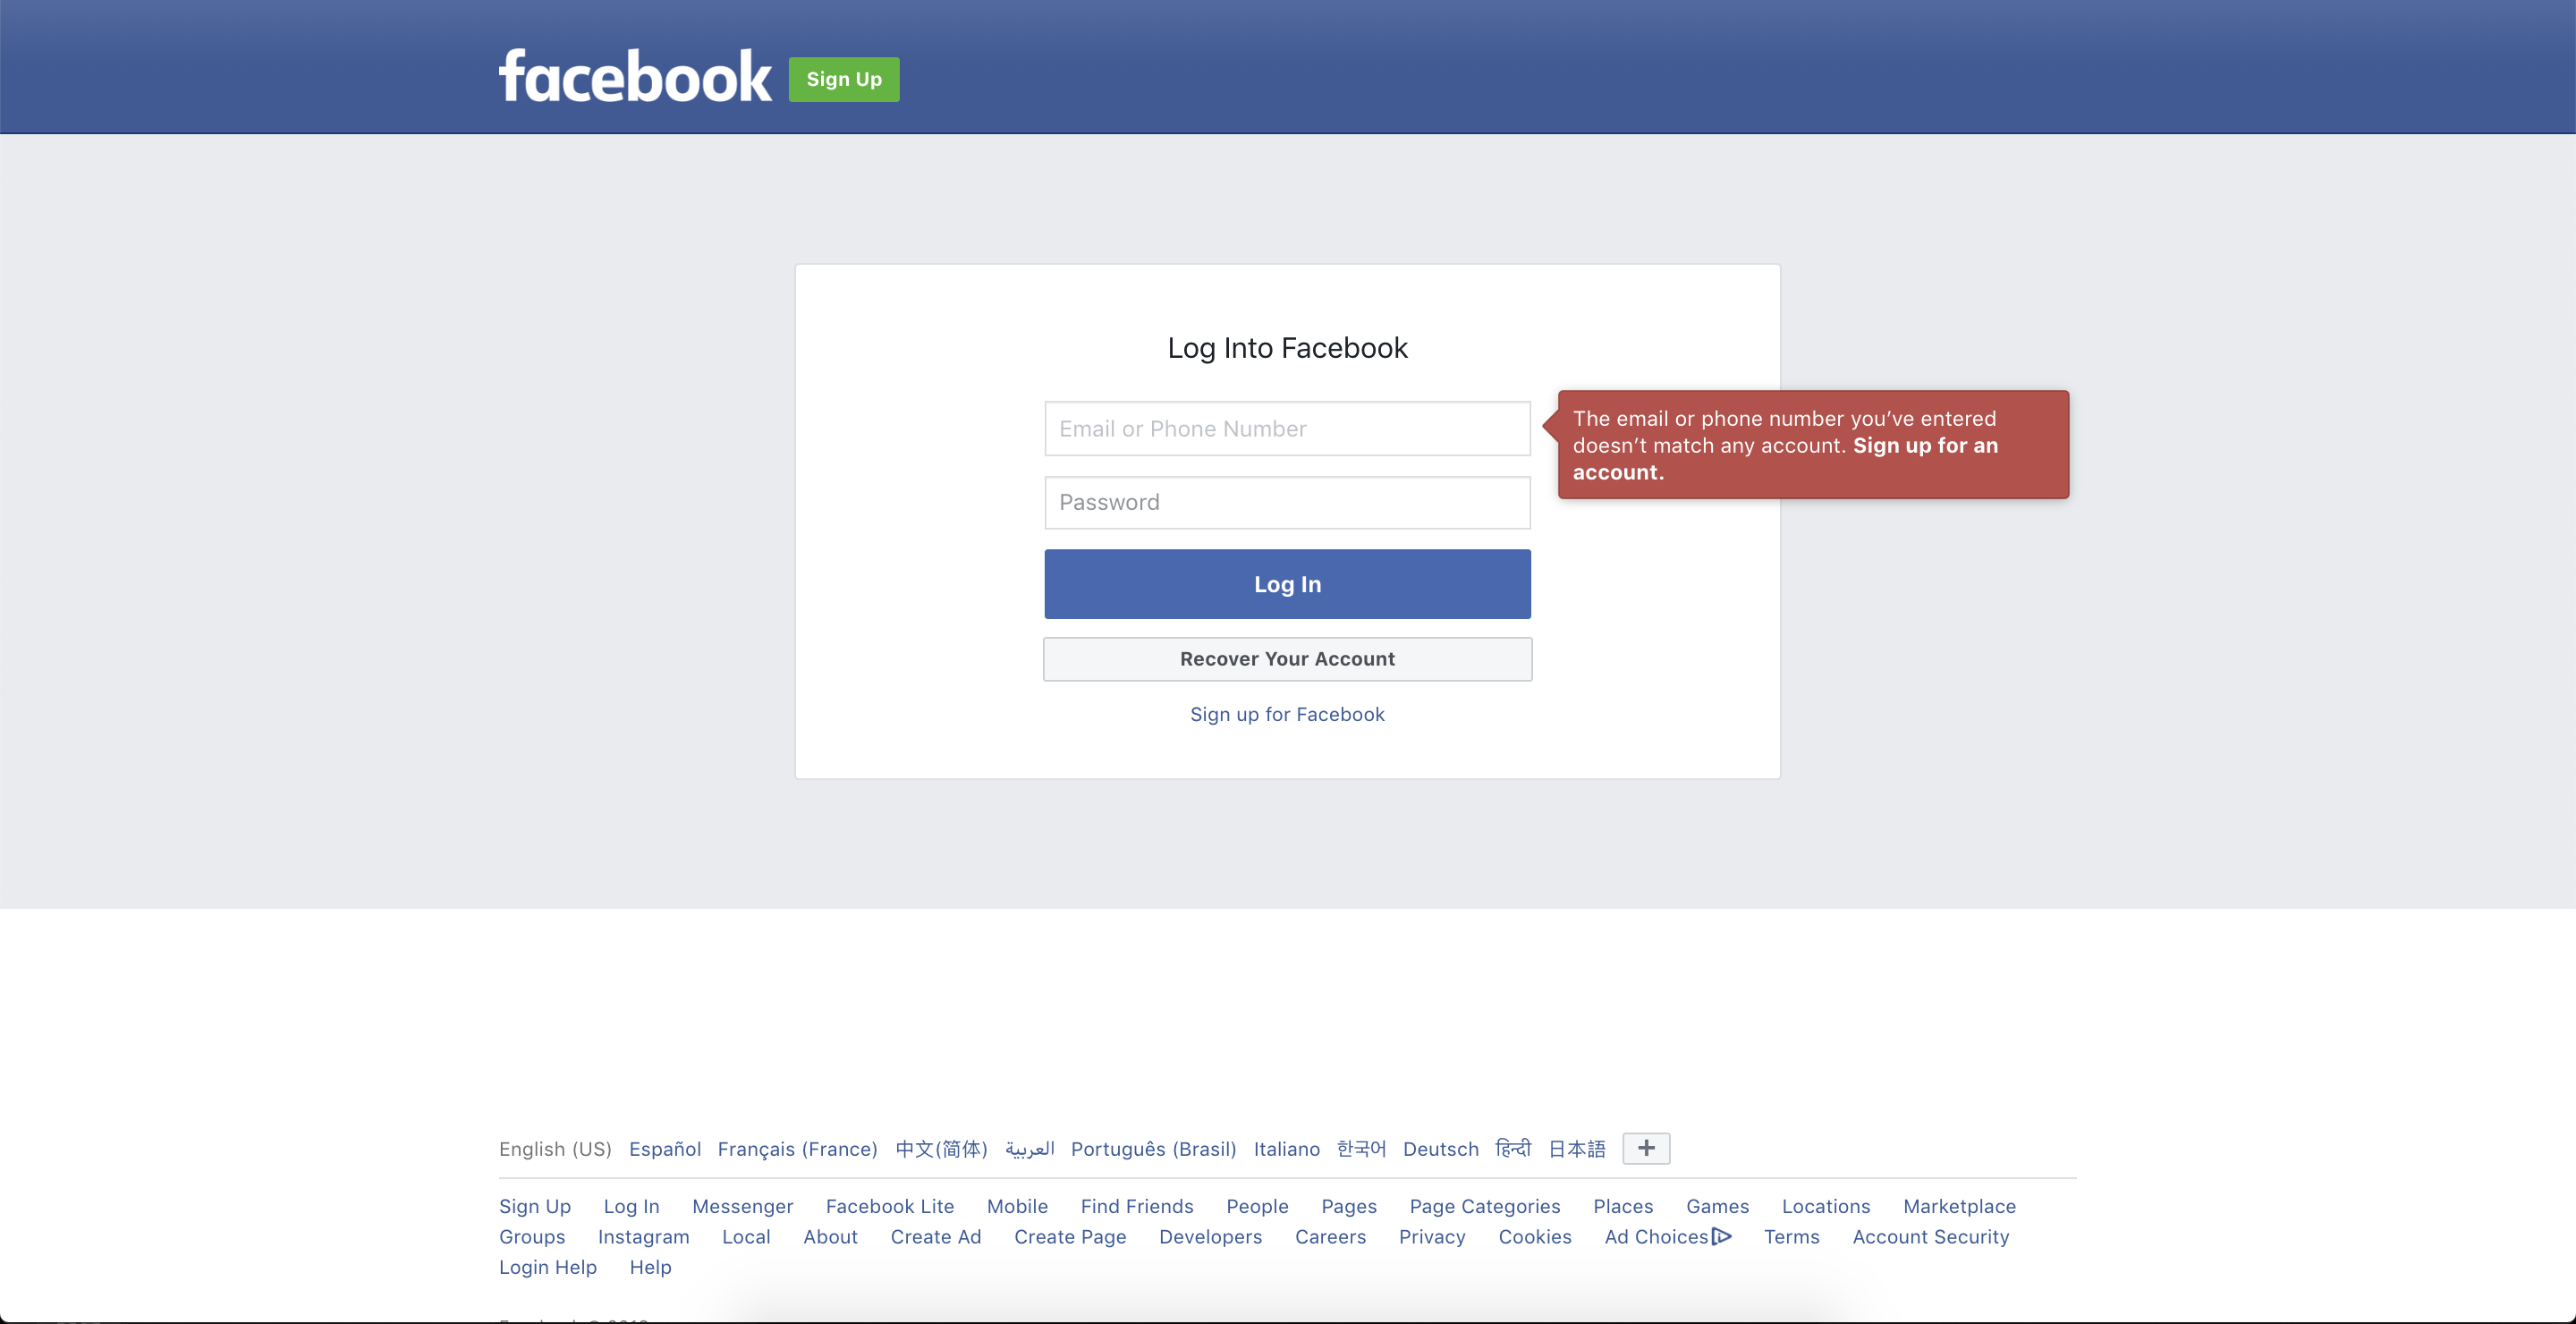 facebook Sign Up
Log Into Facebook
Email or Phone Number
The email or phone number you’ve entered
doesn’t match any account. Sign up for an
account.
Password
Log In
Recover Your Account
Sign up for Facebook
English (US) Español Français (France) 中文(简体) العربية Português (Brasil) Italiano 한국어 Deutsch हिन्दी 日本語 +
Sign Up Log In Messenger Facebook Lite Mobile Find Friends People Pages Page Categories Places Games Locations Marketplace
Groups Instagram Local About Create Ad Create Page Developers Careers Privacy Cookies Ad Choices Terms Account Security
Login Help Help